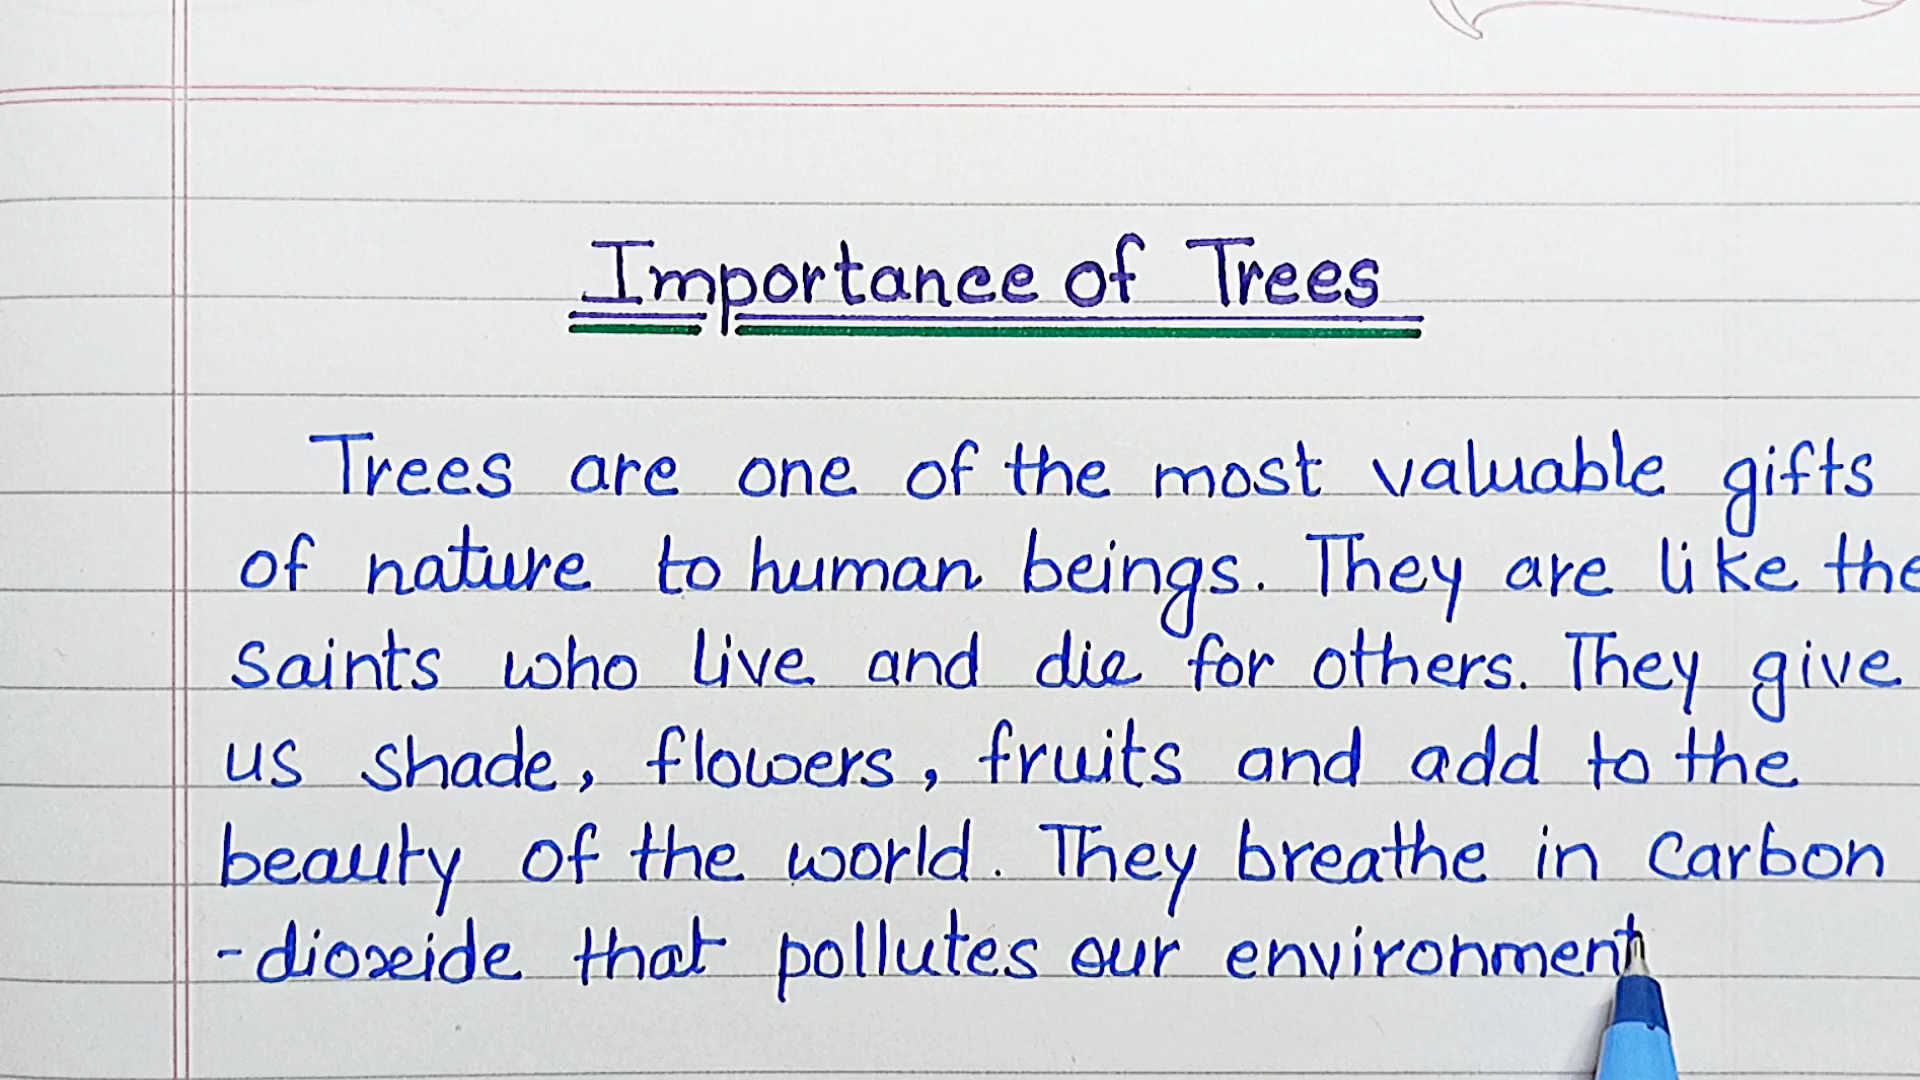 Importance of Trees
Trees are one of the most valuable gifts
of nature to human beings. They are like the
saints who live and die for others. They give
us shade, flowers, fruits and add to the
beauty of the world. They breathe in carbon
-dioxide that pollutes our environment